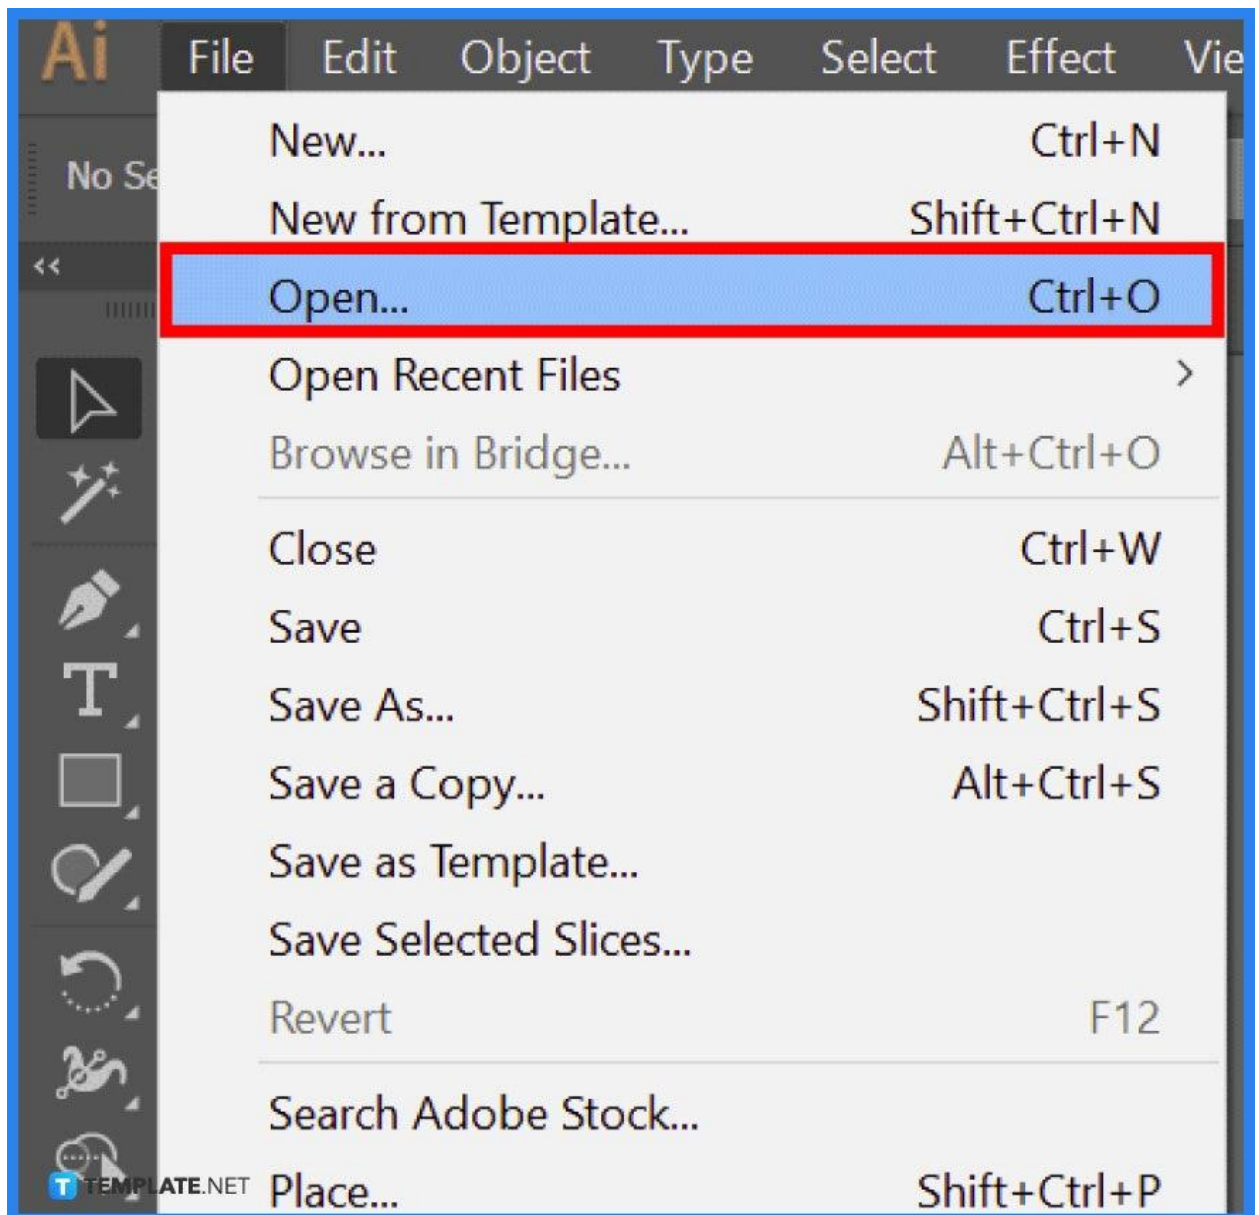 Ai File Edit Object Type Select Effect Vie
New... Ctrl+N
No Se
New from Template... Shift+Ctrl+N
<<
Open... Ctrl+O
Open Recent Files >
Browse in Bridge... Alt+Ctrl+O
Close Ctrl+W
Save Ctrl+S
Save As... Shift+Ctrl+S
Save a Copy... Alt+Ctrl+S
Save as Template...
Save Selected Slices...
Revert F12
Search Adobe Stock...
Place... Shift+Ctrl+P
T TEMPLATE.NET